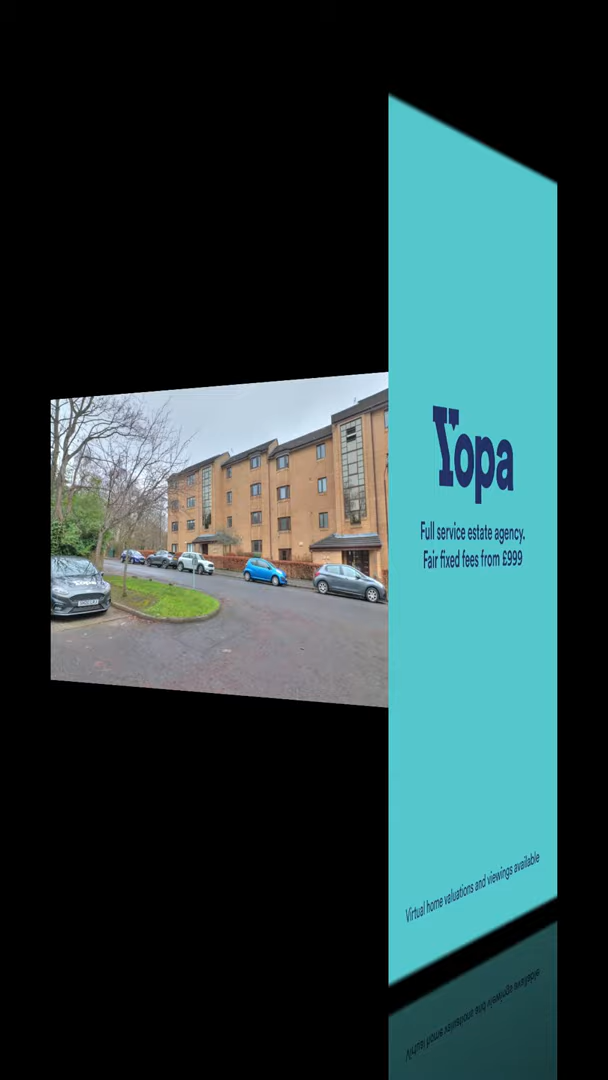 Yopa
Full service estate agency.
Fair fixed fees from £999
Virtual home valuations and viewings available